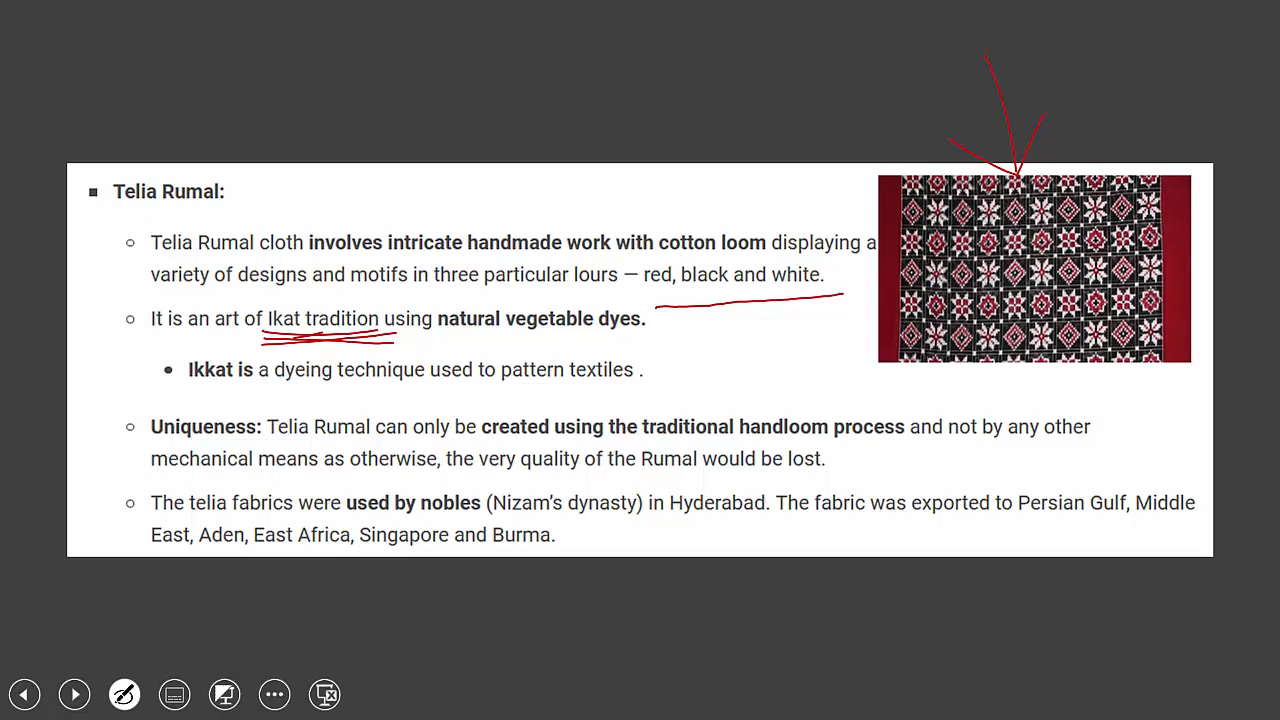 Telia Rumal:
Telia Rumal cloth involves intricate handmade work with cotton loom displaying a
variety of designs and motifs in three particular lours — red, black and white.
It is an art of Ikat tradition using natural vegetable dyes.
Ikkat is a dyeing technique used to pattern textiles .
Uniqueness: Telia Rumal can only be created using the traditional handloom process and not by any other
mechanical means as otherwise, the very quality of the Rumal would be lost.
The telia fabrics were used by nobles (Nizam's dynasty) in Hyderabad. The fabric was exported to Persian Gulf, Middle
East, Aden, East Africa, Singapore and Burma.